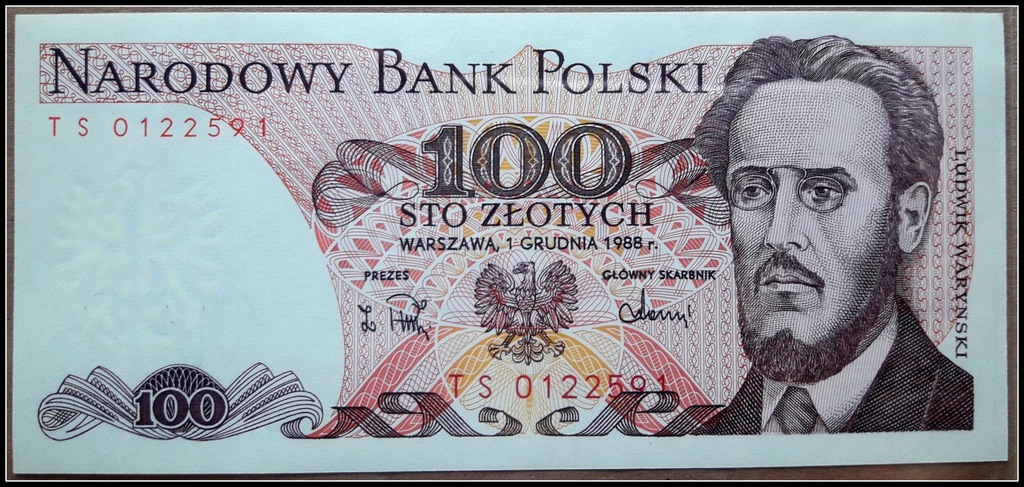 NARODOWY BANK POLSKI
TS 0122591
100
STO ZŁOTYCH
WARSZAWA, 1 GRUDNIA 1988 r.
PREZES
GŁÓWNY SKARBNIK
TS 0122591
100
LUDWIK WARYŃSKI